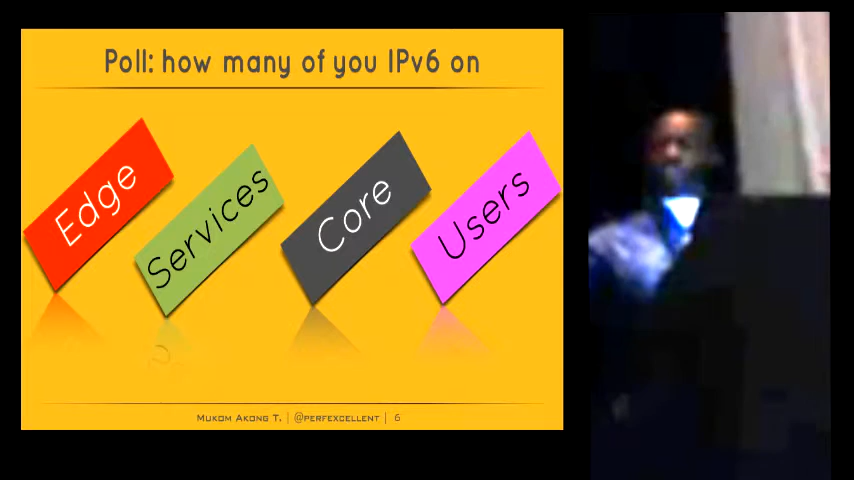 Poll: how many of you IPv6 on
Edge
Services
Core
Users
Mukom Akong T. | @perfexcellent | 6